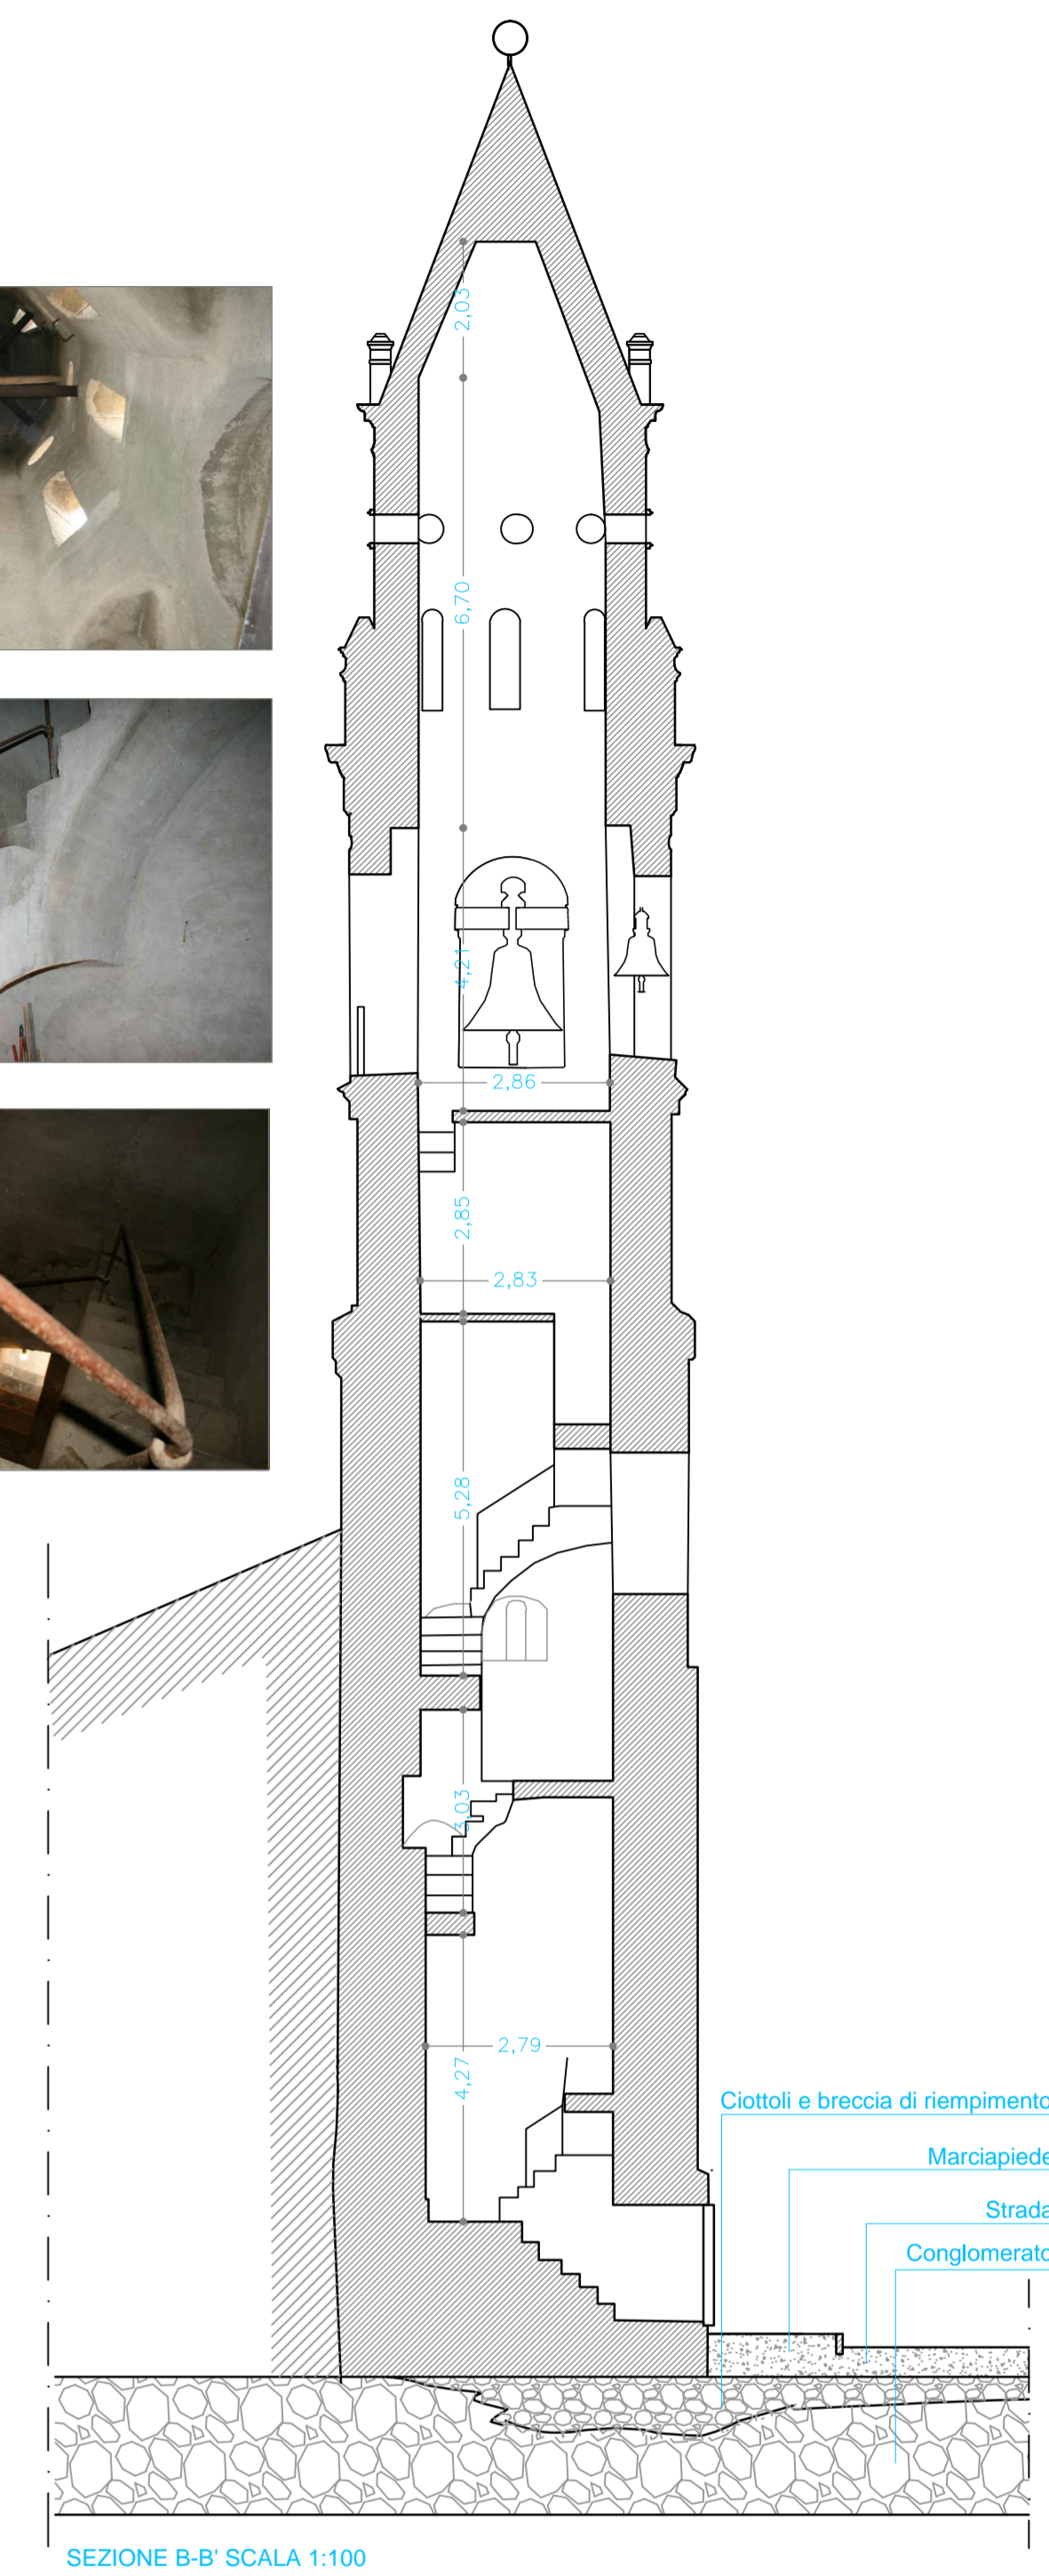 2,03
6,70
4,21
2,86
2,85
2,83
5,28
3,03
2,79
4,27
Ciottoli e breccia di riempimento
Marciapiede
Strada
Conglomerato
SEZIONE B-B' SCALA 1:100